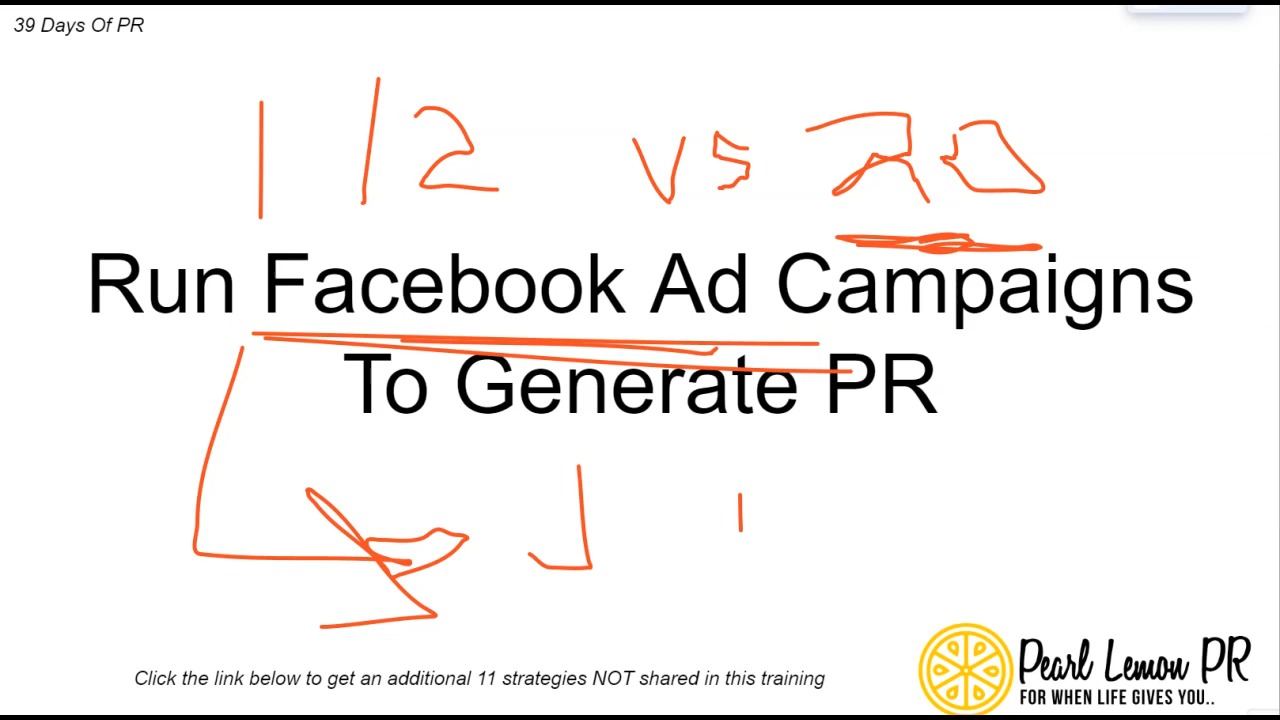 39 Days Of PR
1 / 2 vs 20
Run Facebook Ad Campaigns
To Generate PR
Click the link below to get an additional 11 strategies NOT shared in this training
Pearl Lemon PR
FOR WHEN LIFE GIVES YOU..